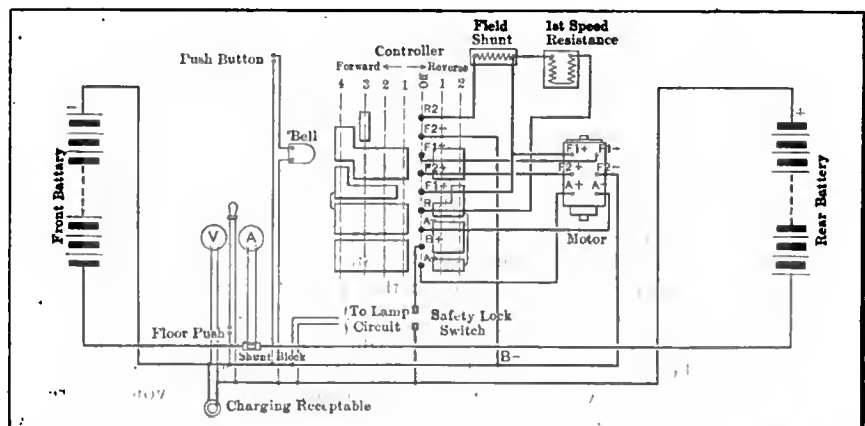 Field
Shunt
1st Speed
Resistance
Push Button
Controller
Forward Reverse
4 3 2 1 Off 1 2
R2
F2+
F1+
F2+
F1+
R
A-
B+
A+
Bell
F1+ F1-
F2+ F2-
A+ A-
Motor
-
Front Battary
+
Rear Battery
V
A
Floor Push
To Lamp
Circuit
Safety Lock
Switch
Shunt Block
B-
Charging Receptable